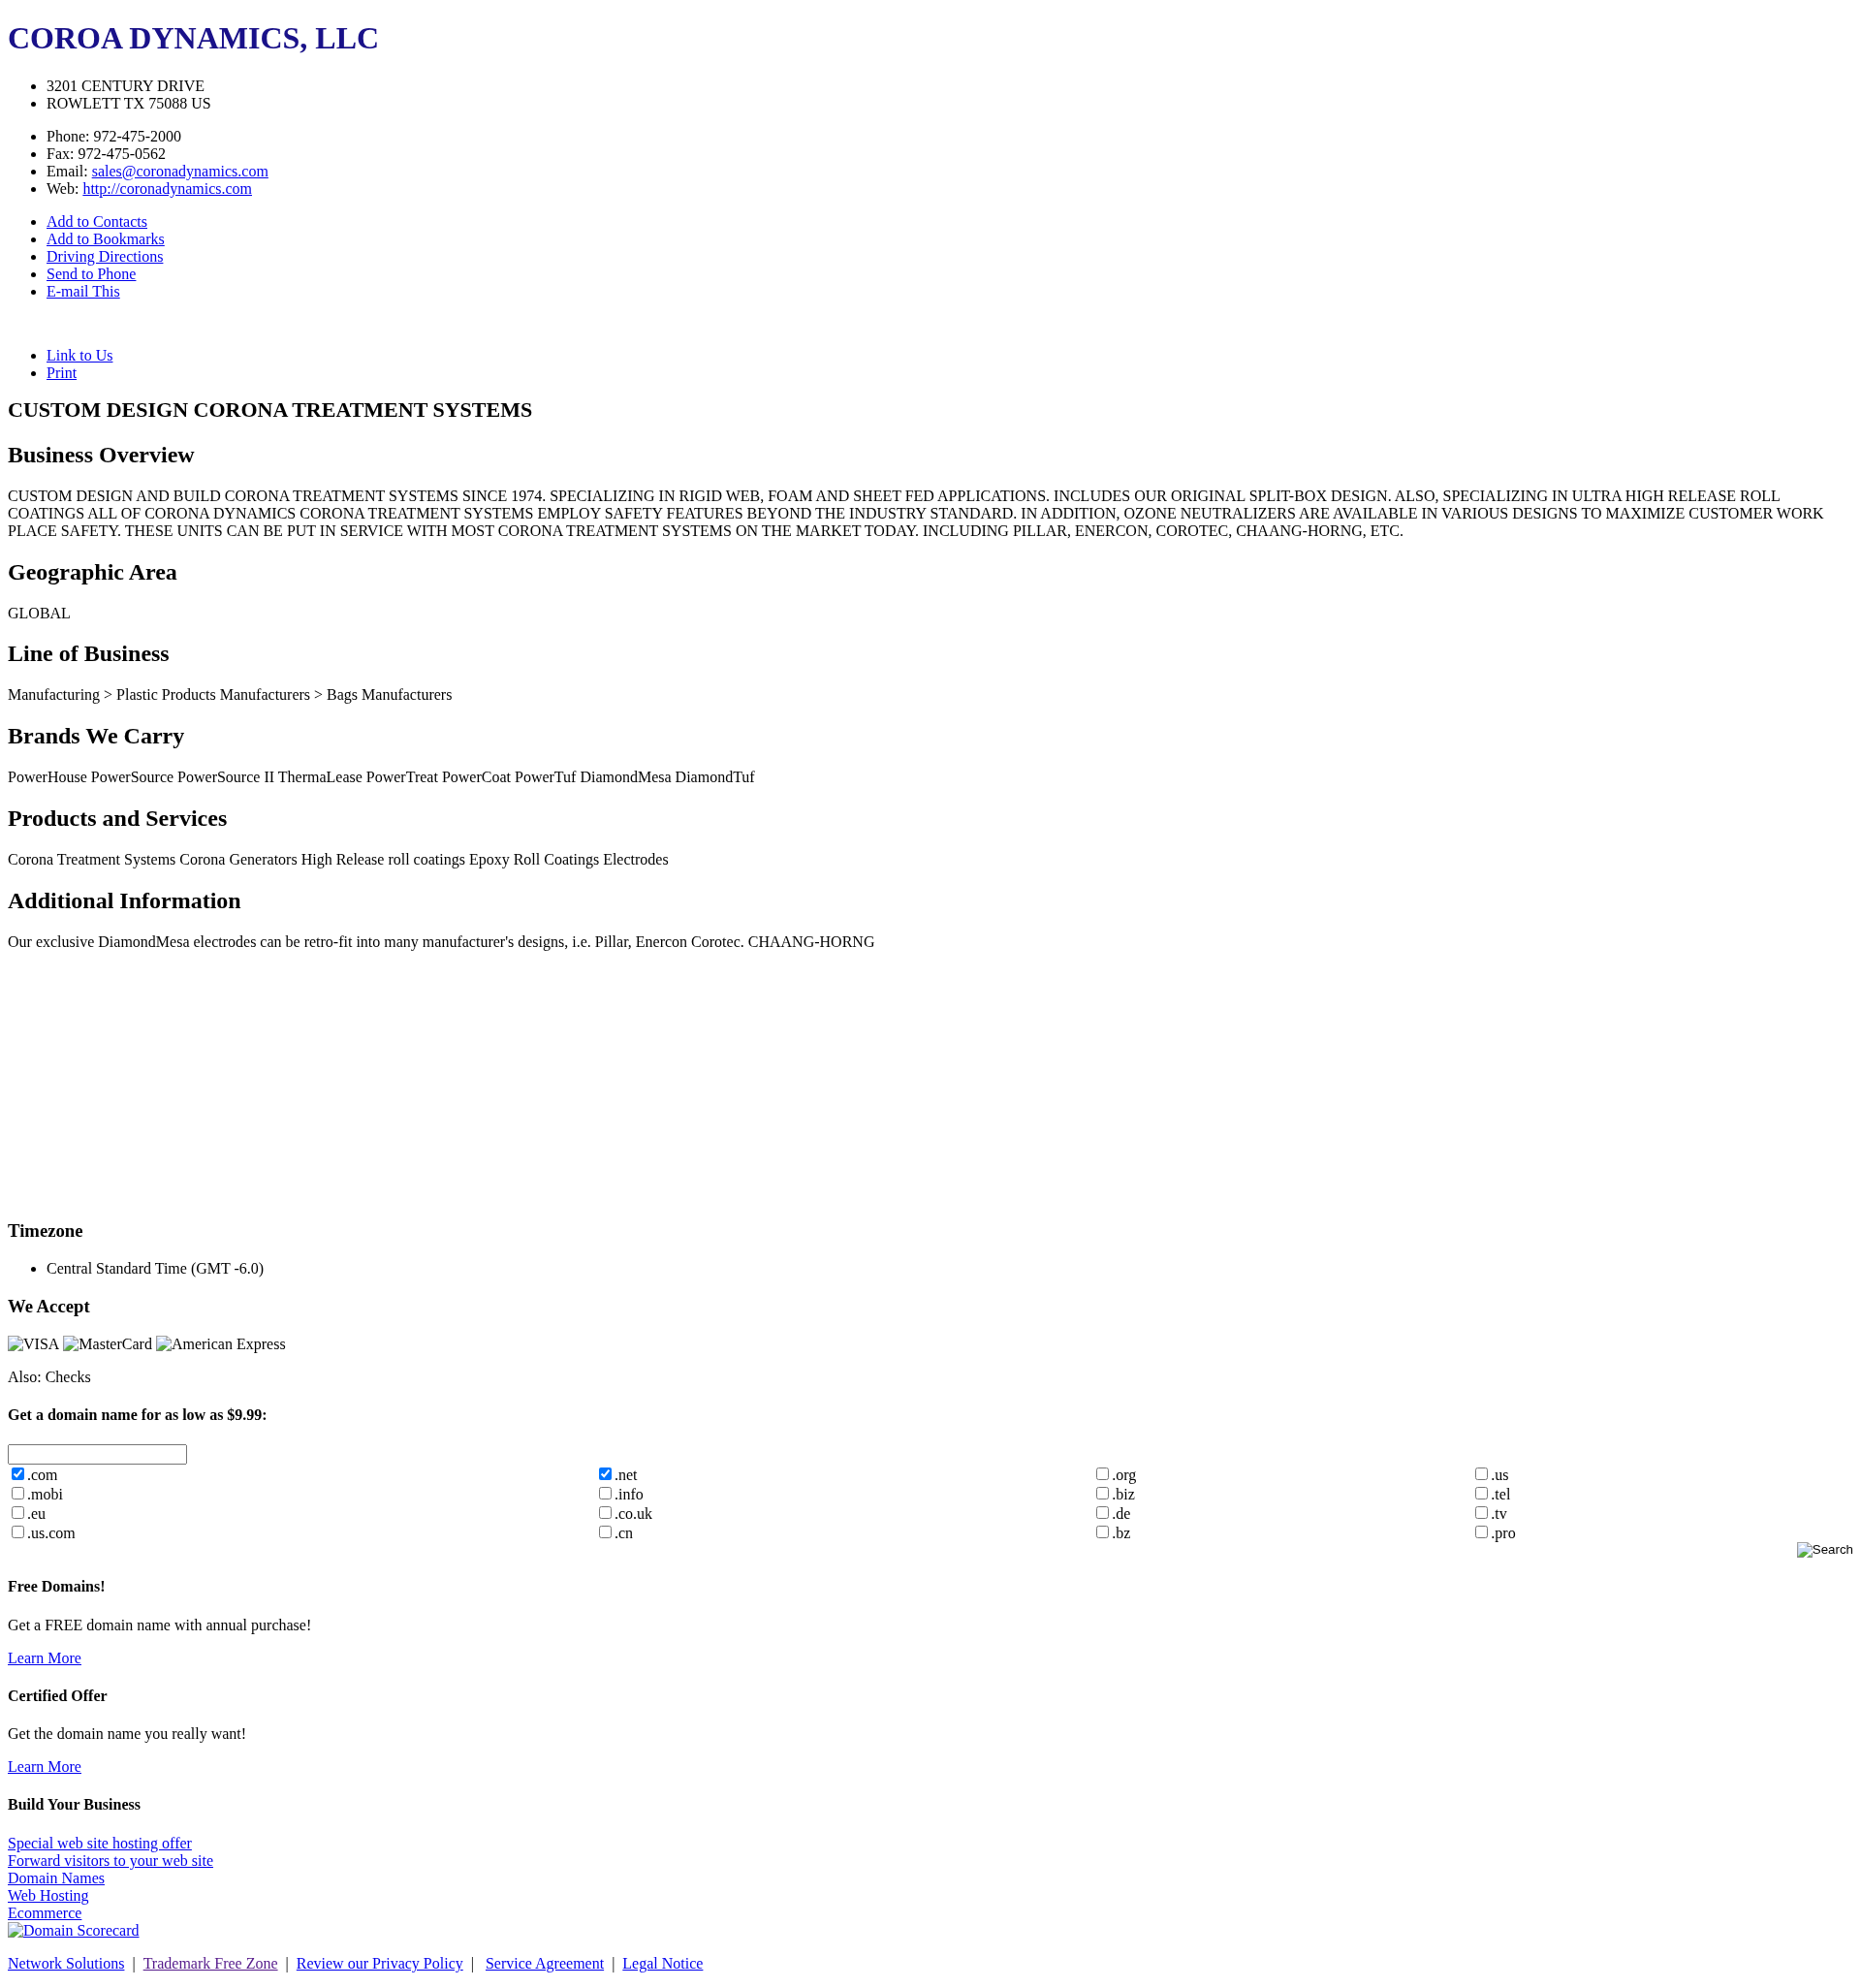 COROA DYNAMICS, LLC
3201 CENTURY DRIVE
ROWLETT TX 75088 US
Phone: 972-475-2000
Fax: 972-475-0562
Email: sales@coronadynamics.com
Web: http://coronadynamics.com
Add to Contacts
Add to Bookmarks
Driving Directions
Send to Phone
E-mail This
Link to Us
Print
CUSTOM DESIGN CORONA TREATMENT SYSTEMS
Business Overview
CUSTOM DESIGN AND BUILD CORONA TREATMENT SYSTEMS SINCE 1974. SPECIALIZING IN RIGID WEB, FOAM AND SHEET FED APPLICATIONS. INCLUDES OUR ORIGINAL SPLIT-BOX DESIGN. ALSO, SPECIALIZING IN ULTRA HIGH RELEASE ROLL
COATINGS ALL OF CORONA DYNAMICS CORONA TREATMENT SYSTEMS EMPLOY SAFETY FEATURES BEYOND THE INDUSTRY STANDARD. IN ADDITION, OZONE NEUTRALIZERS ARE AVAILABLE IN VARIOUS DESIGNS TO MAXIMIZE CUSTOMER WORK
PLACE SAFETY. THESE UNITS CAN BE PUT IN SERVICE WITH MOST CORONA TREATMENT SYSTEMS ON THE MARKET TODAY. INCLUDING PILLAR, ENERCON, COROTEC, CHAANG-HORNG, ETC.
Geographic Area
GLOBAL
Line of Business
Manufacturing > Plastic Products Manufacturers > Bags Manufacturers
Brands We Carry
PowerHouse PowerSource PowerSource II ThermaLease PowerTreat PowerCoat PowerTuf DiamondMesa DiamondTuf
Products and Services
Corona Treatment Systems Corona Generators High Release roll coatings Epoxy Roll Coatings Electrodes
Additional Information
Our exclusive DiamondMesa electrodes can be retro-fit into many manufacturer's designs, i.e. Pillar, Enercon Corotec. CHAANG-HORNG
Timezone
Central Standard Time (GMT -6.0)
We Accept
VISA MasterCard American Express
Also: Checks
Get a domain name for as low as $9.99:
.com .net .org .us
.mobi .info .biz .tel
.eu .co.uk .de .tv
.us.com .cn .bz .pro
Search
Free Domains!
Get a FREE domain name with annual purchase!
Learn More
Certified Offer
Get the domain name you really want!
Learn More
Build Your Business
Special web site hosting offer
Forward visitors to your web site
Domain Names
Web Hosting
Ecommerce
Domain Scorecard
Network Solutions | Trademark Free Zone | Review our Privacy Policy | Service Agreement | Legal Notice